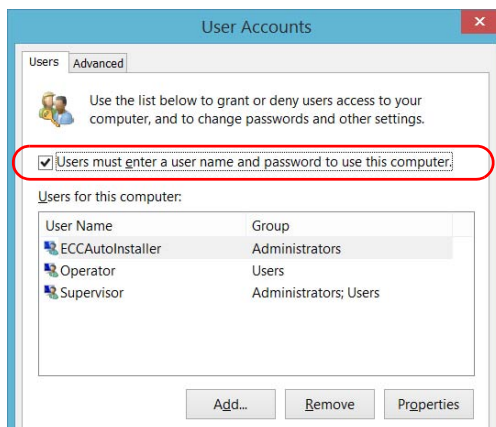 User Accounts
Users Advanced
Use the list below to grant or deny users access to your
computer, and to change passwords and other settings.
Users must enter a user name and password to use this computer.
Users for this computer:
User Name Group
ECCAutoInstaller Administrators
Operator Users
Supervisor Administrators; Users
Add... Remove Properties